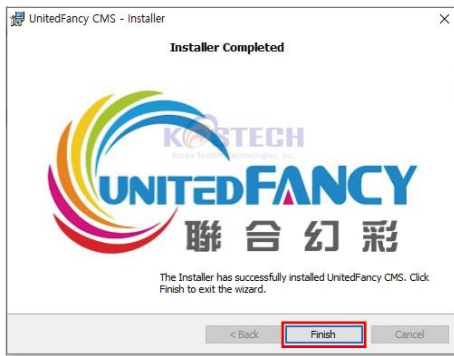 UnitedFancy CMS - Installer
Installer Completed
KOSTECH
Korea System Technologies, Inc.
UNITEDFANCY
聯合幻彩
The Installer has successfully installed UnitedFancy CMS. Click
Finish to exit the wizard.
< Back Finish Cancel